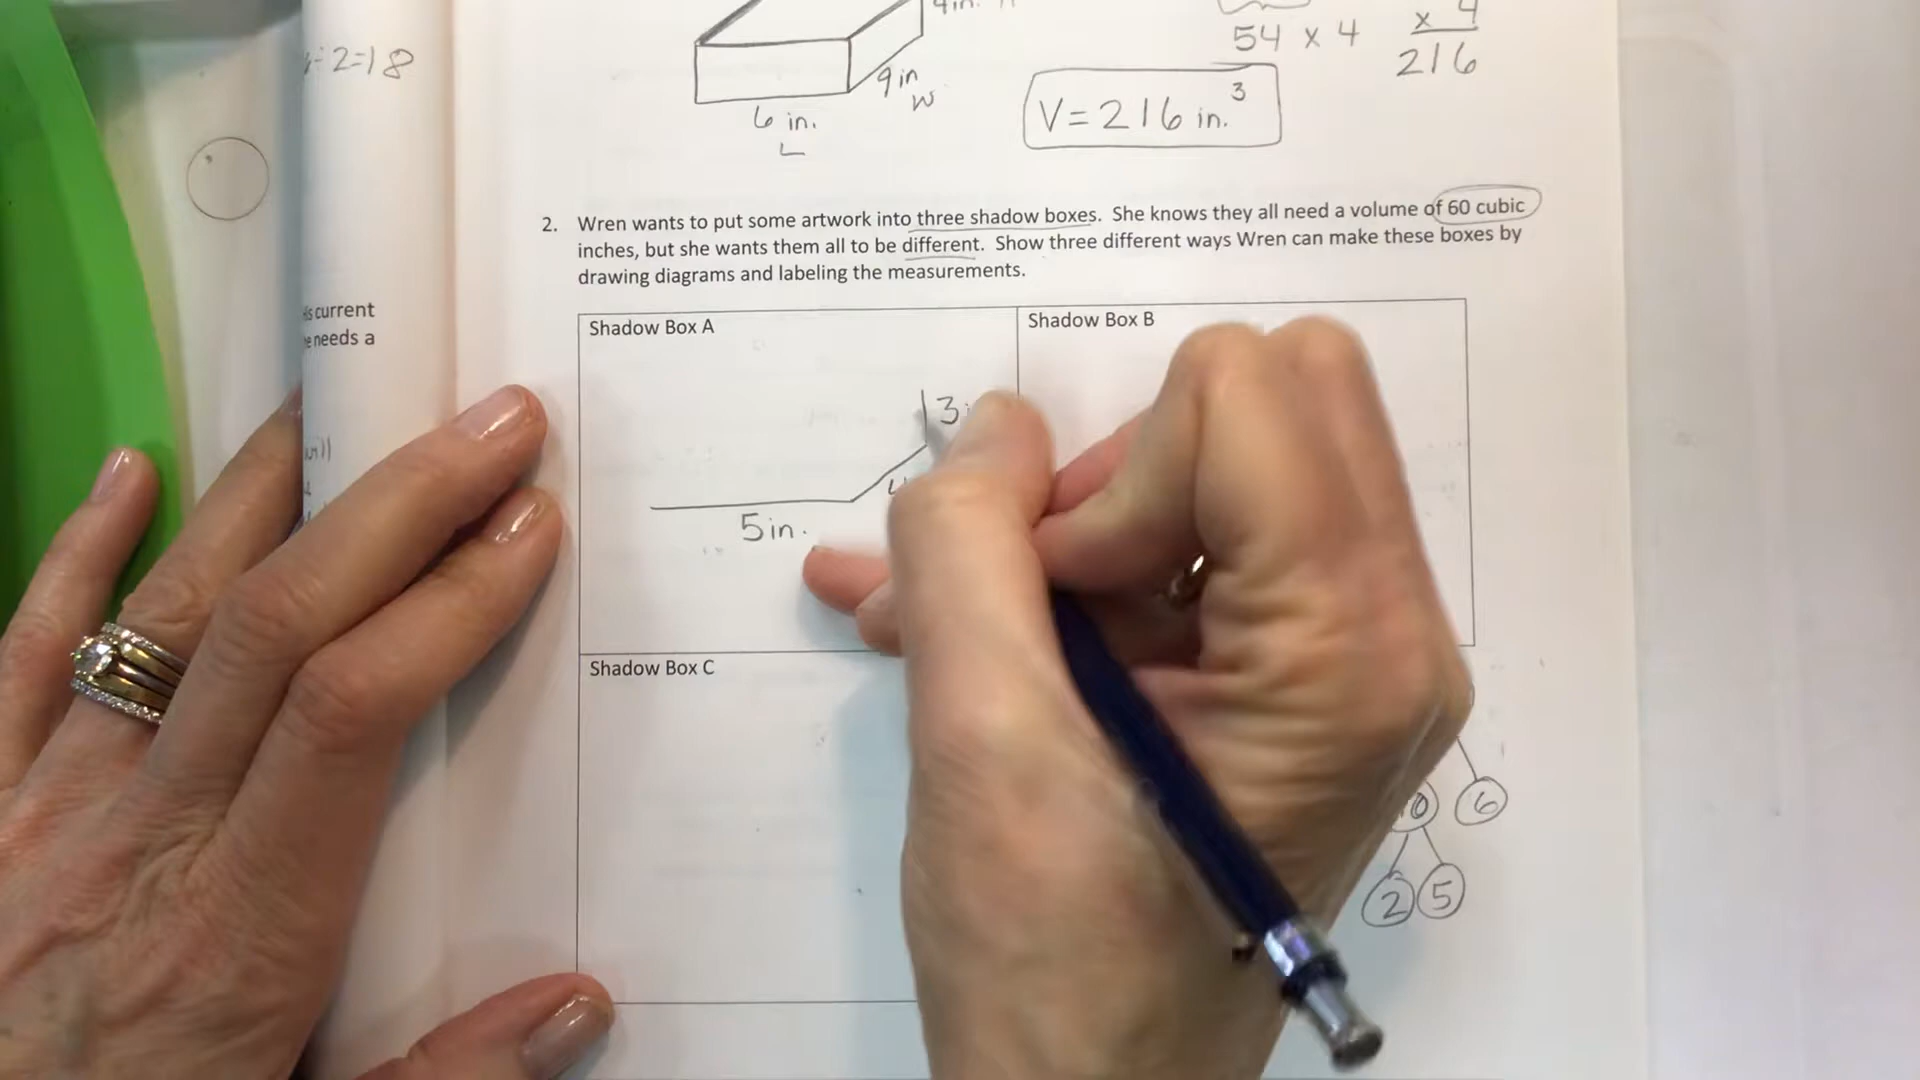 54 x 4
x 4
216
÷2=18
9in
W
6 in.
L
V=216 in.³
2. Wren wants to put some artwork into three shadow boxes. She knows they all need a volume of 60 cubic
inches, but she wants them all to be different. Show three different ways Wren can make these boxes by
drawing diagrams and labeling the measurements.
current
needs a
Shadow Box A
Shadow Box B
3
5in.
Shadow Box C
6
2 5